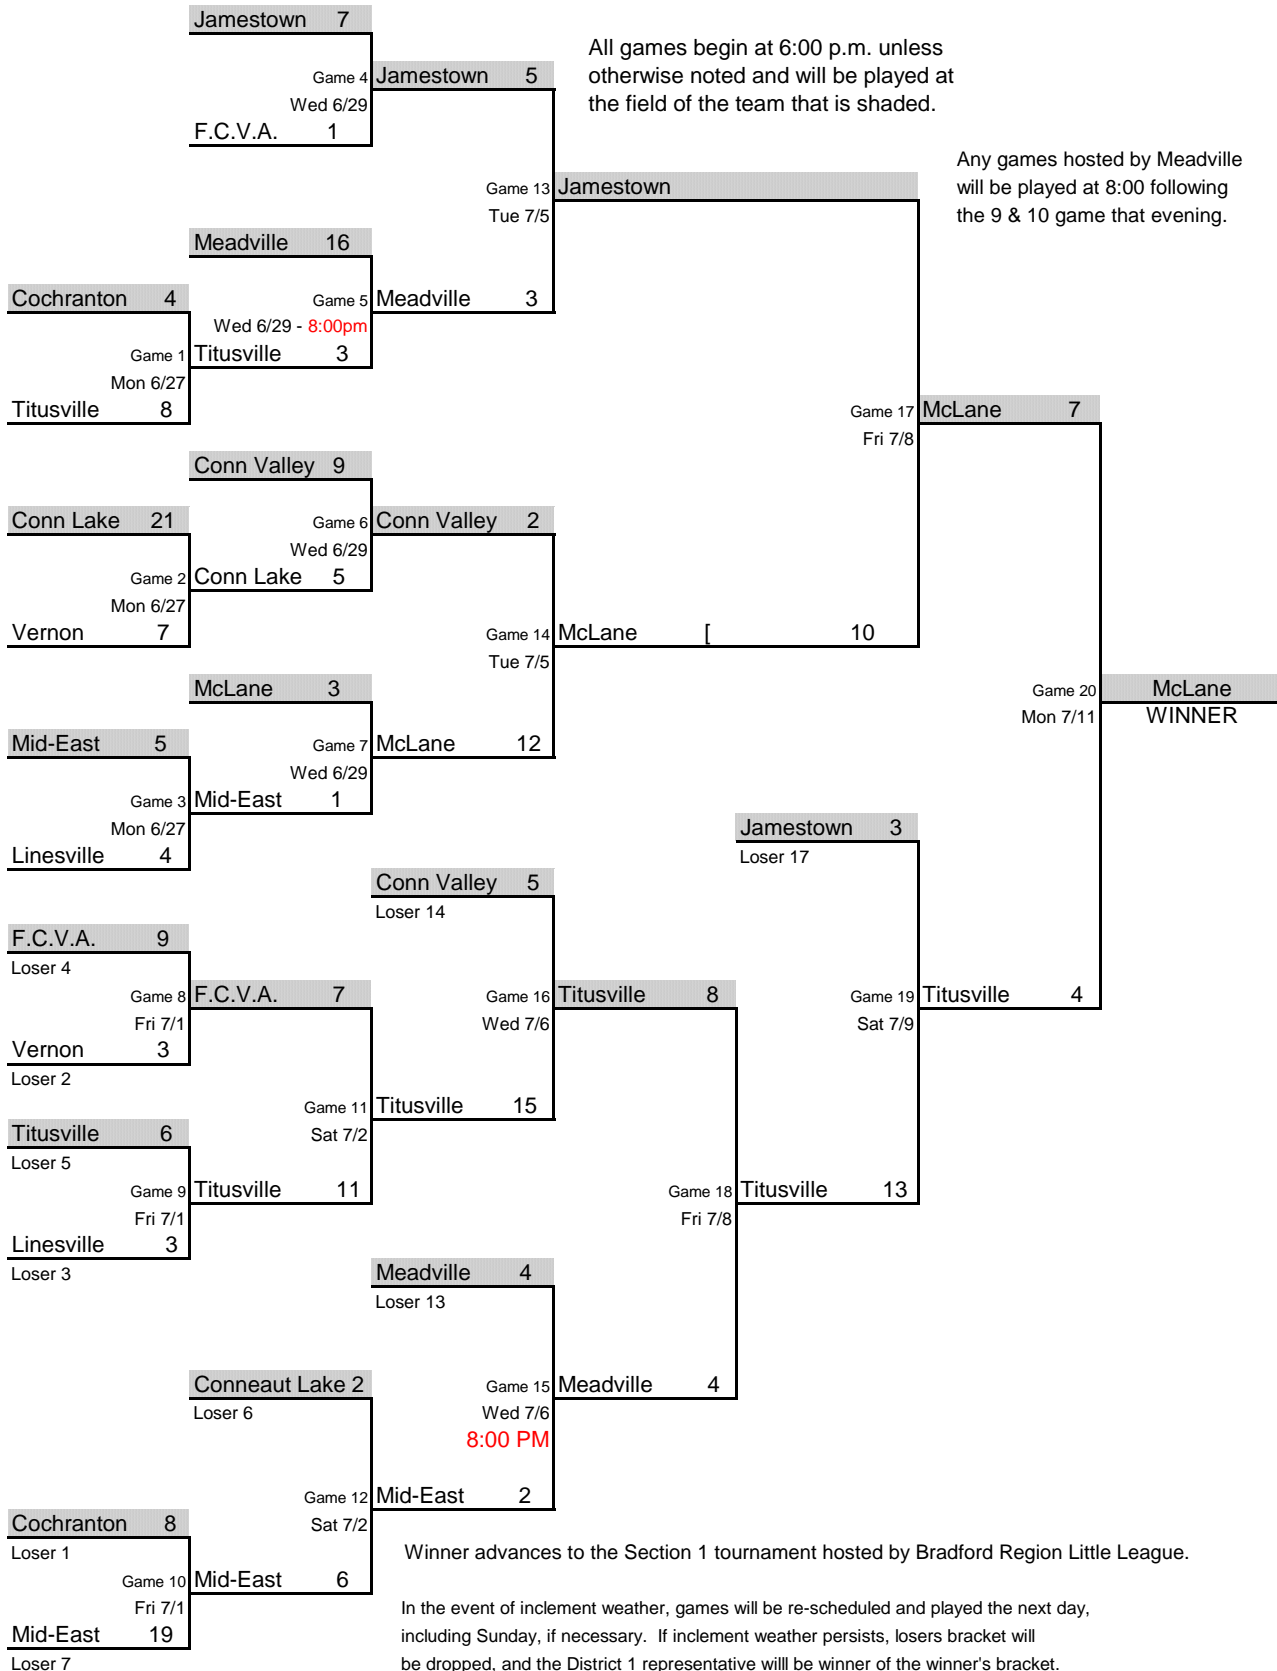 Jamestown 7
All games begin at 6:00 p.m. unless
otherwise noted and will be played at
the field of the team that is shaded.
Game 4 Jamestown 5
Wed 6/29
F.C.V.A. 1
Any games hosted by Meadville
will be played at 8:00 following
the 9 & 10 game that evening.
Game 13 Jamestown
Tue 7/5
Meadville 16
Cochranton 4
Game 5 Meadville 3
Wed 6/29 - 8:00pm
Game 1 Titusville 3
Mon 6/27
Titusville 8
Game 17 McLane 7
Fri 7/8
Conn Valley 9
Conn Lake 21
Game 6 Conn Valley 2
Wed 6/29
Game 2 Conn Lake 5
Mon 6/27
Vernon 7
Game 14 McLane [ 10
Tue 7/5
McLane 3
Game 20 McLane
Mon 7/11 WINNER
Mid-East 5
Game 7 McLane 12
Wed 6/29
Game 3 Mid-East 1
Mon 6/27
Jamestown 3
Loser 17
Linesville 4
Conn Valley 5
Loser 14
F.C.V.A. 9
Loser 4
Game 8 F.C.V.A. 7
Fri 7/1
Game 16 Titusville 8
Wed 7/6
Game 19 Titusville 4
Sat 7/9
Vernon 3
Loser 2
Game 11 Titusville 15
Sat 7/2
Titusville 6
Loser 5
Game 9 Titusville 11
Fri 7/1
Game 18 Titusville 13
Fri 7/8
Linesville 3
Loser 3
Meadville 4
Loser 13
Conneaut Lake 2
Loser 6
Game 15 Meadville 4
Wed 7/6
8:00 PM
Game 12 Mid-East 2
Sat 7/2
Cochranton 8
Loser 1
Winner advances to the Section 1 tournament hosted by Bradford Region Little League.
Game 10 Mid-East 6
Fri 7/1
Mid-East 19
Loser 7
In the event of inclement weather, games will be re-scheduled and played the next day,
including Sunday, if necessary. If inclement weather persists, losers bracket will
be dropped, and the District 1 representative willl be winner of the winner's bracket.